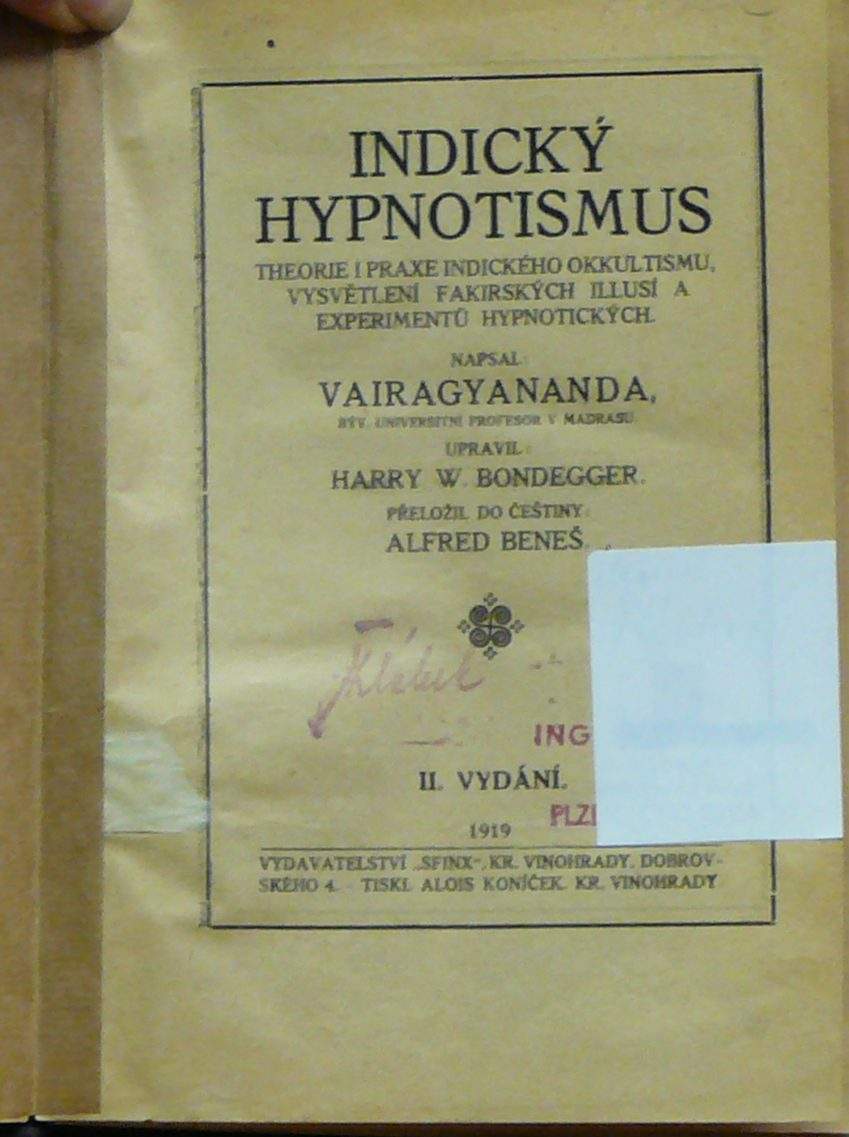 INDICKÝ
HYPNOTISMUS
THEORIE I PRAXE INDICKÉHO OKKULTISMU,
VYSVĚTLENÍ FAKIRSKÝCH ILLUSÍ A
EXPERIMENTŮ HYPNOTICKÝCH.
NAPSAL:
VAIRAGYANANDA,
BÝV. UNIVERSITNÍ PROFESOR V MADRASU.
UPRAVIL:
HARRY W. BONDEGGER.
PŘELOŽIL DO ČEŠTINY:
ALFRED BENEŠ.
ING
II. VYDÁNÍ.
PLZ
1919
VYDAVATELSTVÍ „SFINX“, KR. VINOHRADY, DOBROV-
SKÉHO 4. - TISKL ALOIS KONÍČEK, KR. VINOHRADY